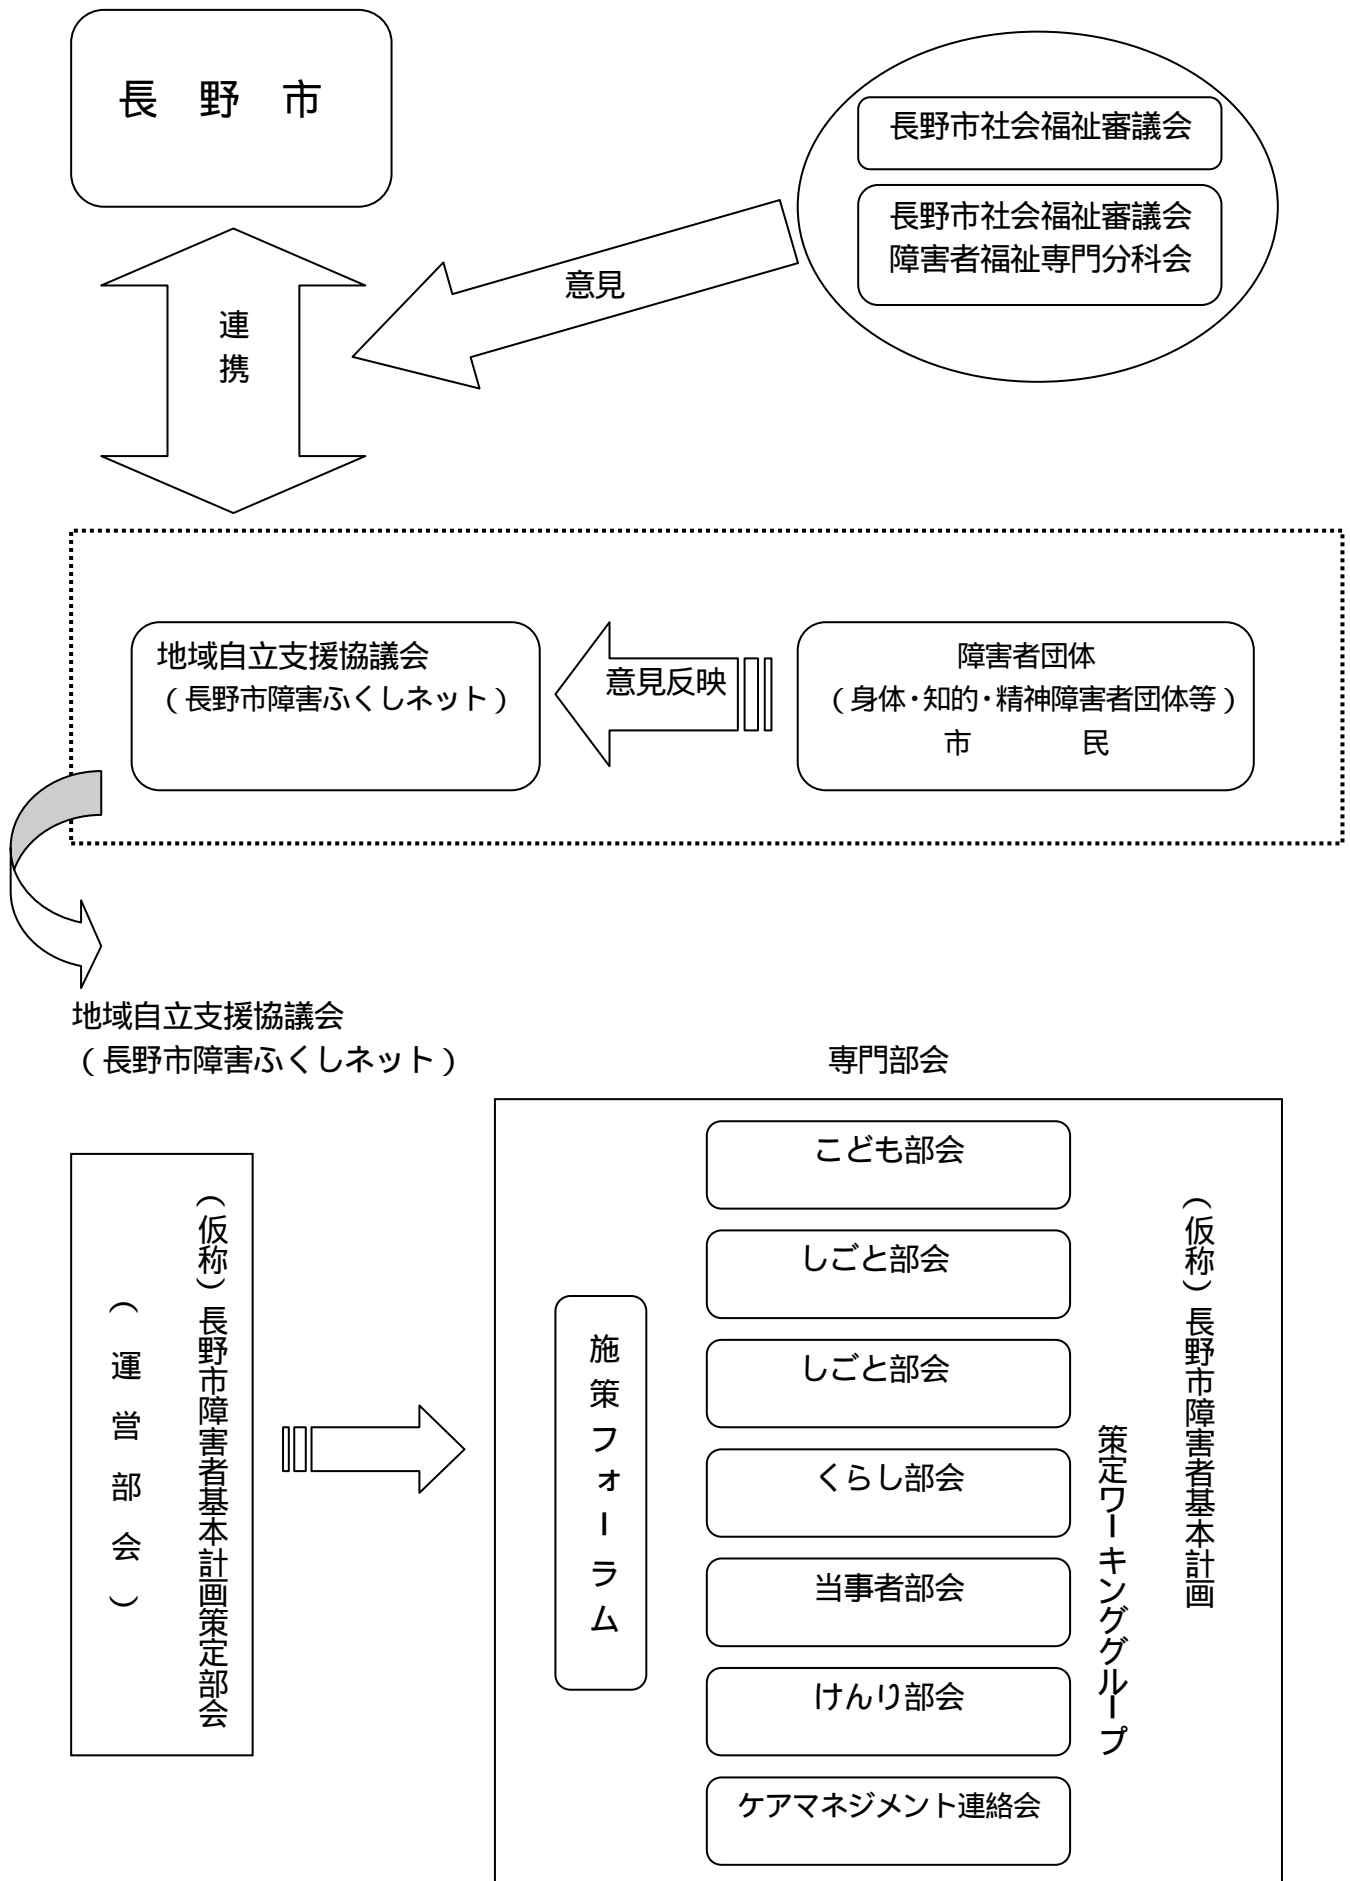 長 野 市
長野市社会福祉審議会
長野市社会福祉審議会
障害者福祉専門分科会
意見
連携
地域自立支援協議会
（長野市障害ふくしネット）
意見反映
障害者団体
（身体・知的・精神障害者団体等）
市 民
地域自立支援協議会
（長野市障害ふくしネット）
専門部会
（仮称）長野市障害者基本計画策定部会
（運営部会）
施策フォーラム
こども部会
しごと部会
しごと部会
くらし部会
当事者部会
けんり部会
ケアマネジメント連絡会
（仮称）長野市障害者基本計画
策定ワーキンググループ